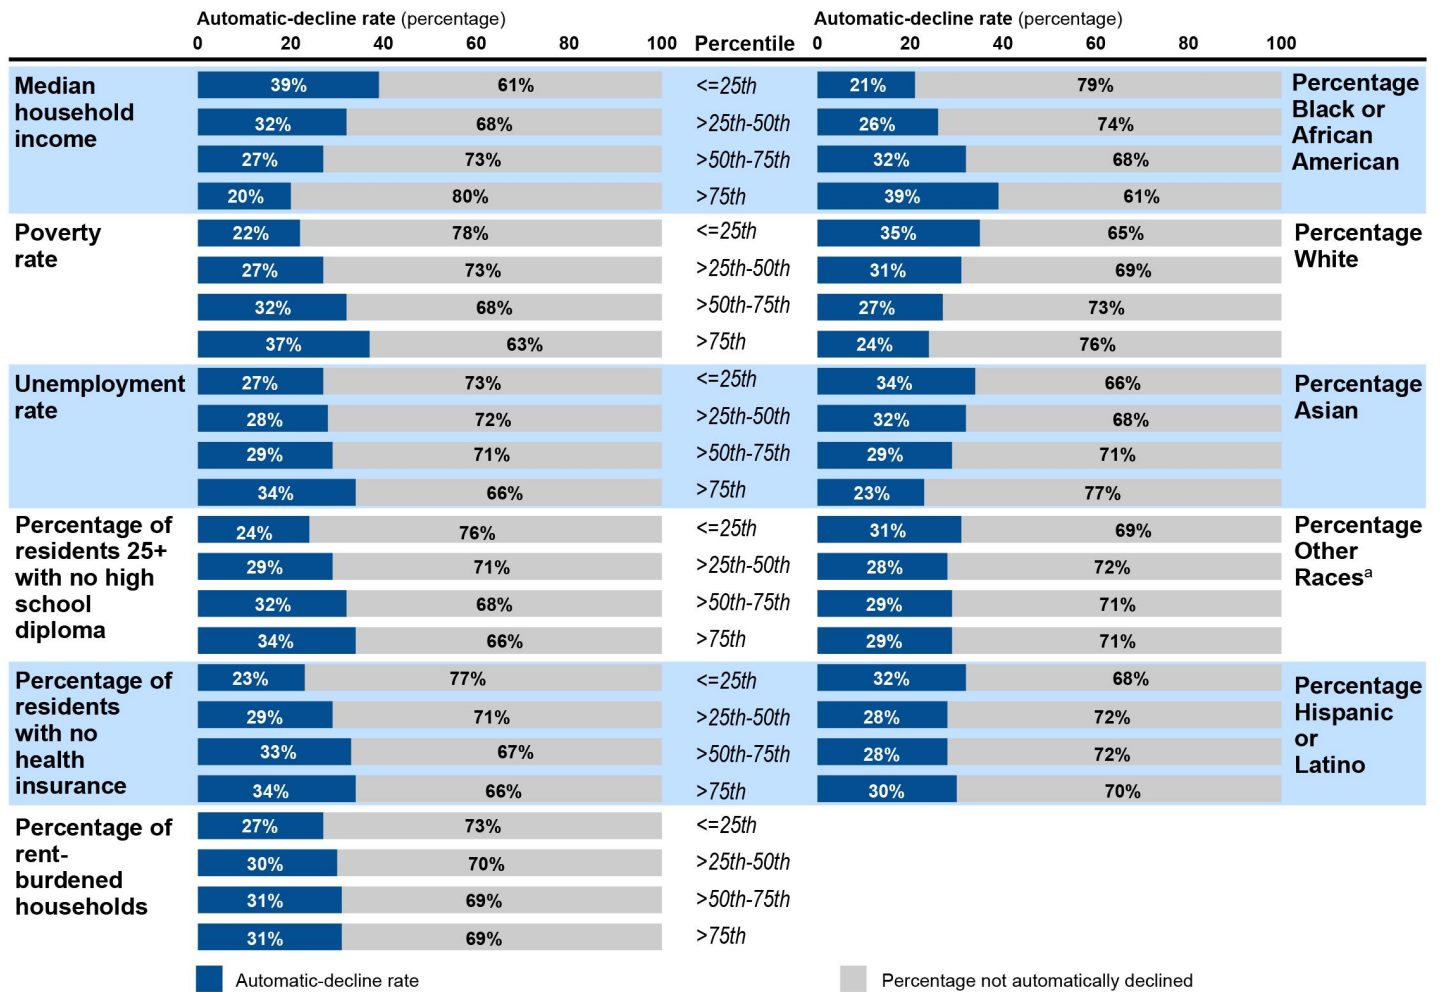 Automatic-decline rate (percentage) Automatic-decline rate (percentage)
0 20 40 60 80 100 Percentile 0 20 40 60 80 100
Median
household
income
39% 61% <=25th 21% 79%
32% 68% >25th-50th 26% 74%
27% 73% >50th-75th 32% 68%
20% 80% >75th 39% 61%
Percentage
Black or
African
American
Poverty
rate
22% 78% <=25th 35% 65%
27% 73% >25th-50th 31% 69%
32% 68% >50th-75th 27% 73%
37% 63% >75th 24% 76%
Percentage
White
Unemployment
rate
27% 73% <=25th 34% 66%
28% 72% >25th-50th 32% 68%
29% 71% >50th-75th 29% 71%
34% 66% >75th 23% 77%
Percentage
Asian
Percentage of
residents 25+
with no high
school
diploma
24% 76% <=25th 31% 69%
29% 71% >25th-50th 28% 72%
32% 68% >50th-75th 29% 71%
34% 66% >75th 29% 71%
Percentage
Other
Racesᵃ
Percentage of
residents
with no
health
insurance
23% 77% <=25th 32% 68%
29% 71% >25th-50th 28% 72%
33% 67% >50th-75th 28% 72%
34% 66% >75th 30% 70%
Percentage
Hispanic
or
Latino
Percentage of
rent-
burdened
households
27% 73% <=25th
30% 70% >25th-50th
31% 69% >50th-75th
31% 69% >75th
Automatic-decline rate Percentage not automatically declined